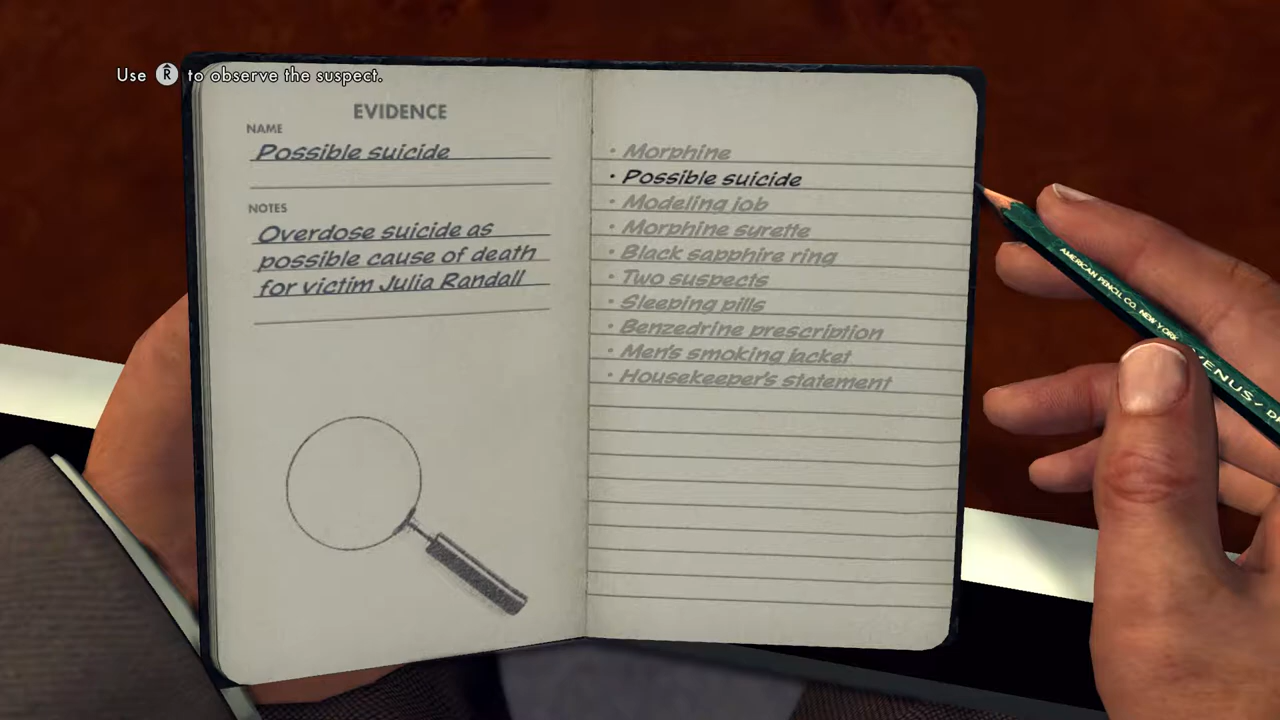 Use R to observe the suspect.
EVIDENCE
NAME
Possible suicide
NOTES
Overdose suicide as
possible cause of death
for victim Julia Randall
• Morphine
• Possible suicide
• Modeling job
• Morphine surette
• Black sapphire ring
• Two suspects
• Sleeping pills
• Benzedrine prescription
• Men's smoking jacket
• Housekeeper's statement
AMERICAN PENCIL CO. NEW YORK
VENUS